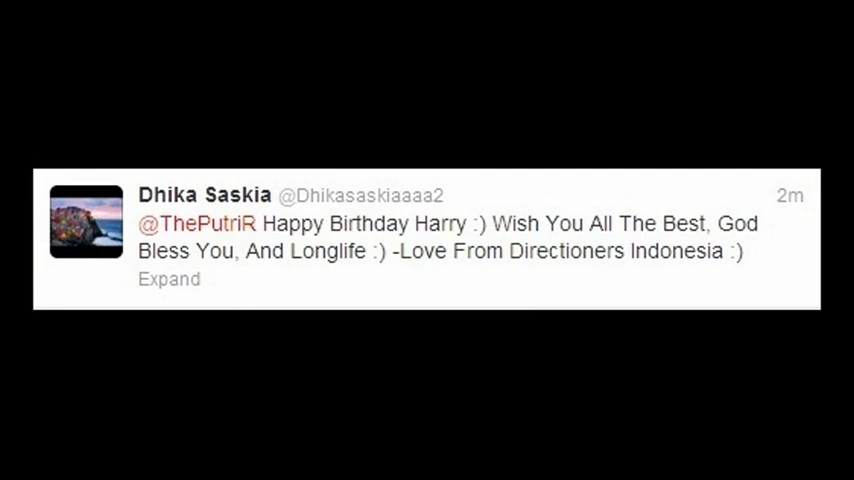 Dhika Saskia @Dhikasaskiaaaa2 2m
@ThePutriR Happy Birthday Harry :) Wish You All The Best, God
Bless You, And Longlife :) -Love From Directioners Indonesia :)
Expand